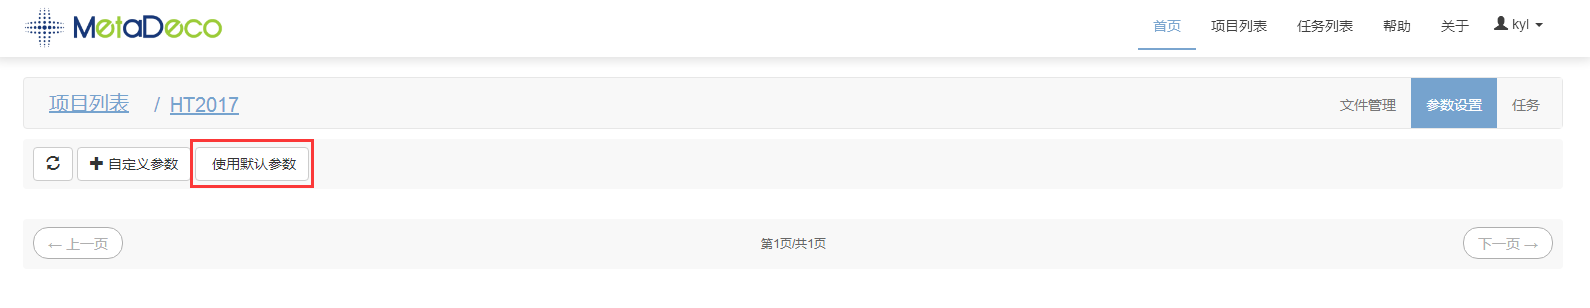 MetaDeco 首页 项目列表 任务列表 帮助 关于 kyl
项目列表 / HT2017 文件管理 参数设置 任务
自定义参数 使用默认参数
← 上一页 第1页/共1页 下一页 →